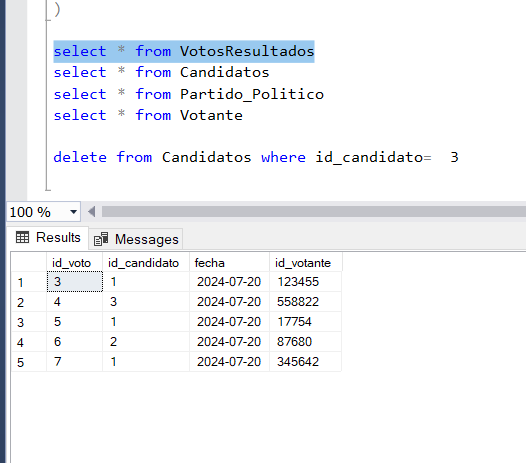 )
select * from VotosResultados
select * from Candidatos
select * from Partido_Politico
select * from Votante
delete from Candidatos where id_candidato=  3
100 %
Results Messages
id_voto id_candidato fecha id_votante
1 3 1 2024-07-20 123455
2 4 3 2024-07-20 558822
3 5 1 2024-07-20 17754
4 6 2 2024-07-20 87680
5 7 1 2024-07-20 345642